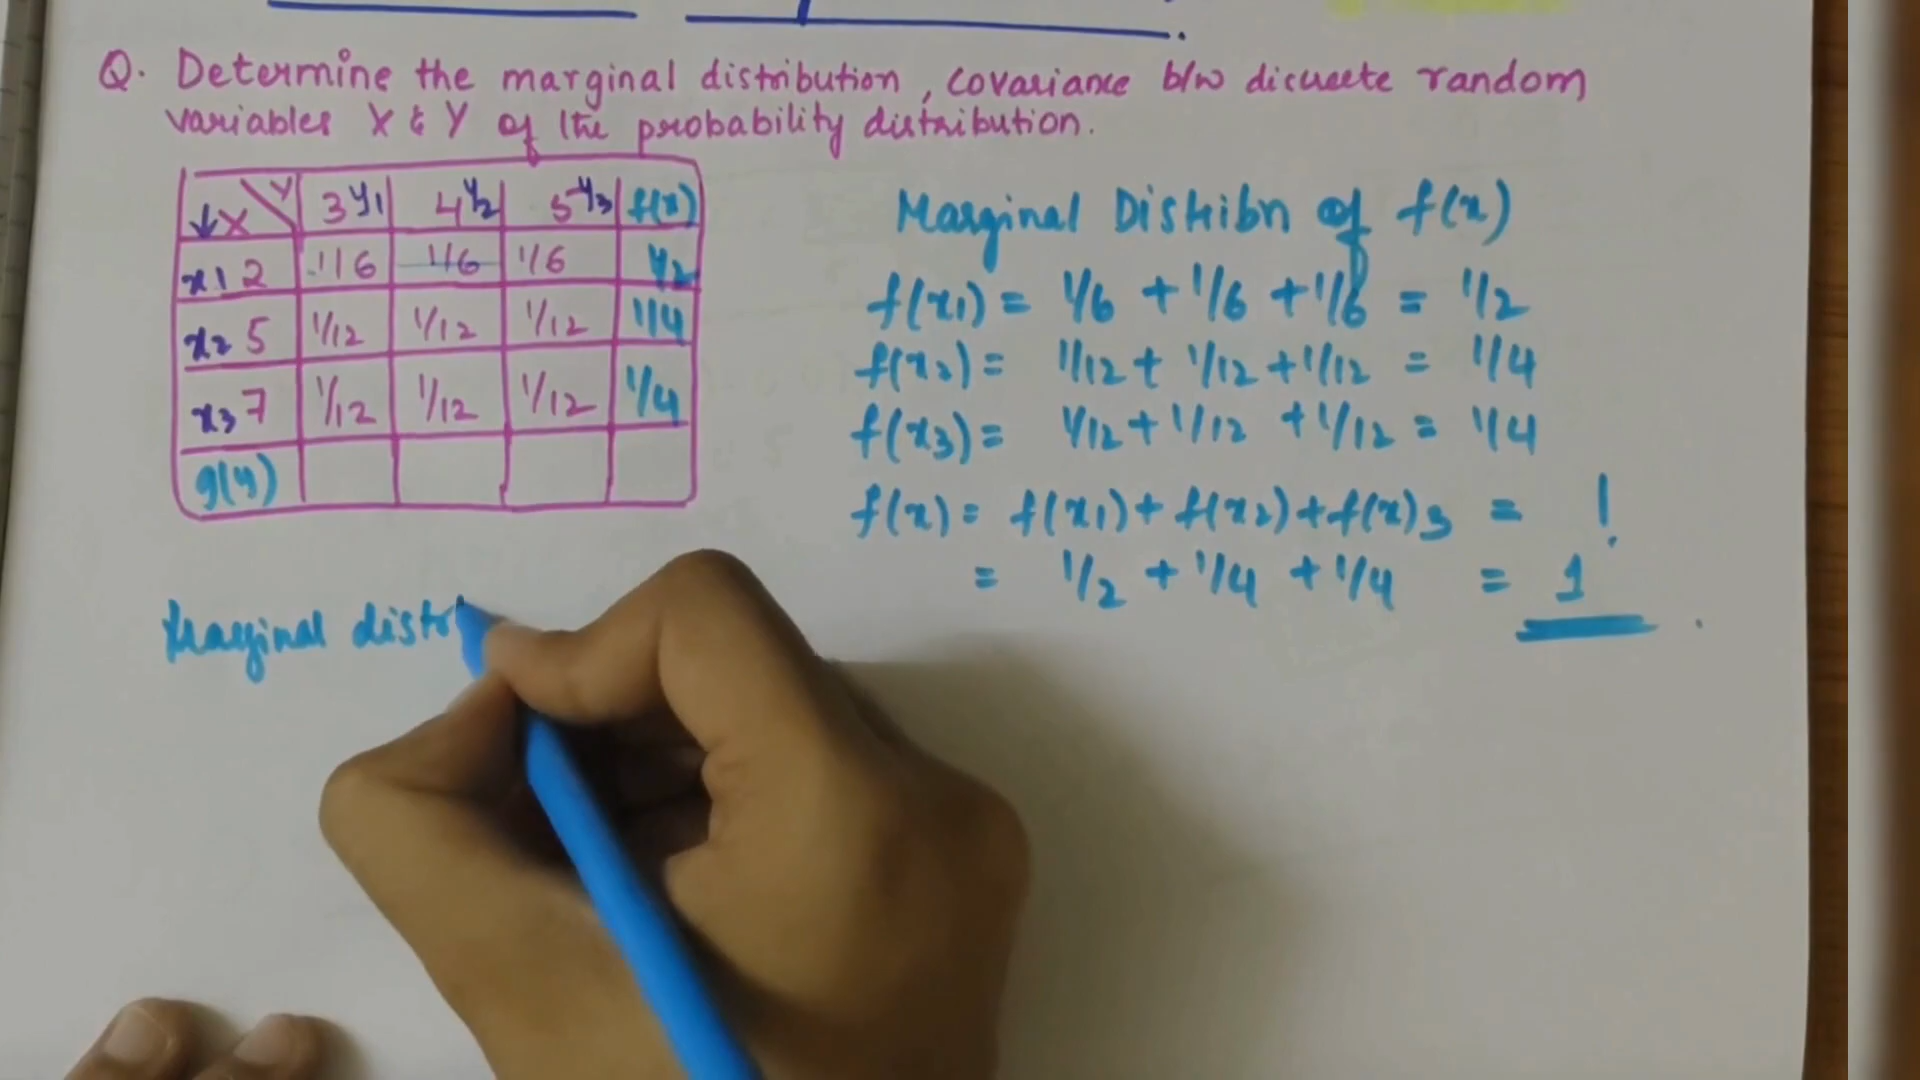 Q. Determine the marginal distribution, covariance b/w discrete random
variables X & Y of the probability distribution.
↓X Y 3 y1 4 y2 5 y3 f(x)
x1 2 1/6 1/6 1/6 1/2
x2 5 1/12 1/12 1/12 1/4
x3 7 1/12 1/12 1/12 1/4
g(y)
Marginal Distribn of f(x)
f(x1) = 1/6 + 1/6 + 1/6 = 1/2
f(x2) = 1/12 + 1/12 + 1/12 = 1/4
f(x3) = 1/12 + 1/12 + 1/12 = 1/4
f(x) = f(x1) + f(x2) + f(x)3 = 1
= 1/2 + 1/4 + 1/4 = 1
Marginal distr